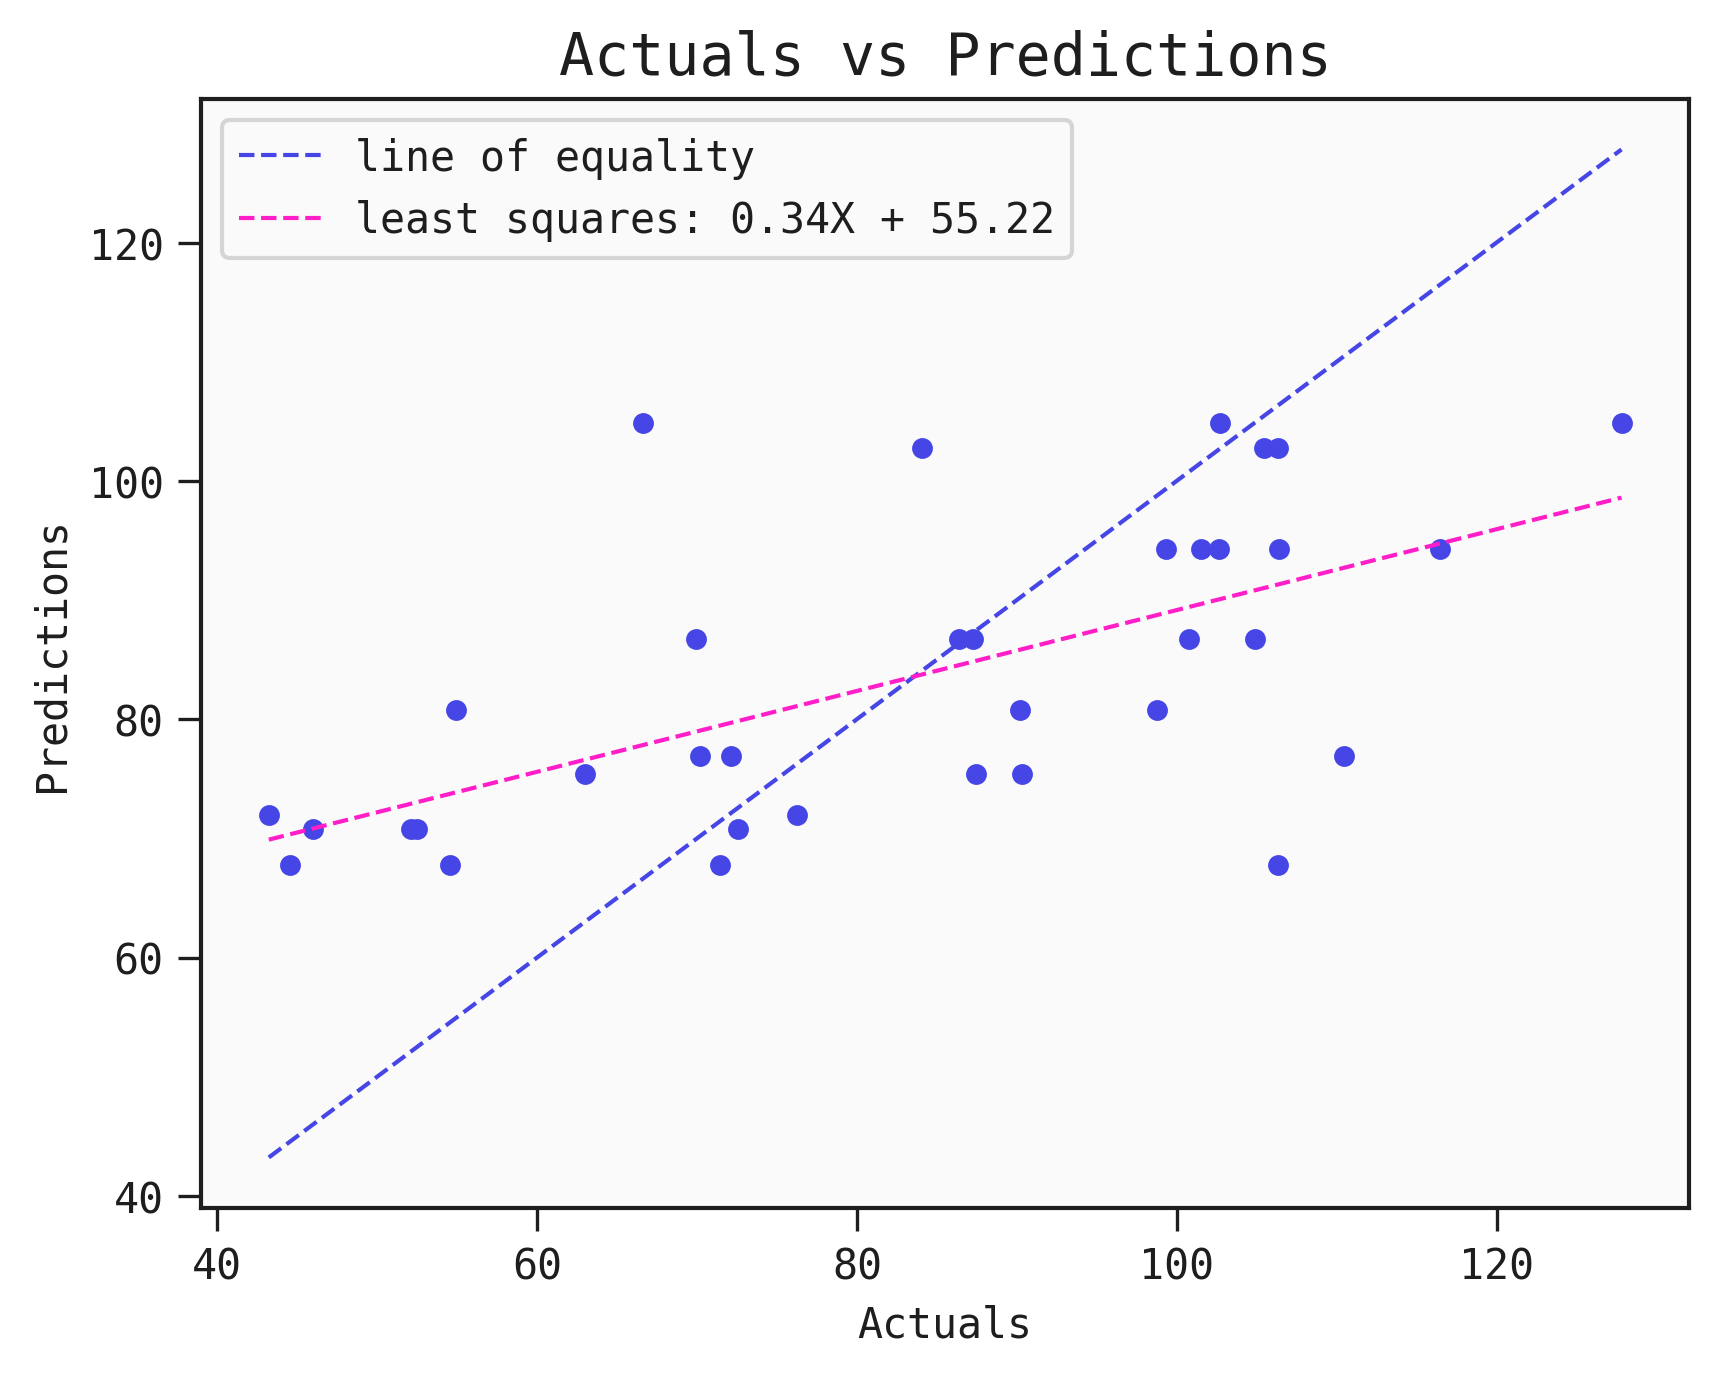 Actuals vs Predictions
line of equality
least squares: 0.34X + 55.22
120
100
80
60
40
Predictions
40 60 80 100 120
Actuals